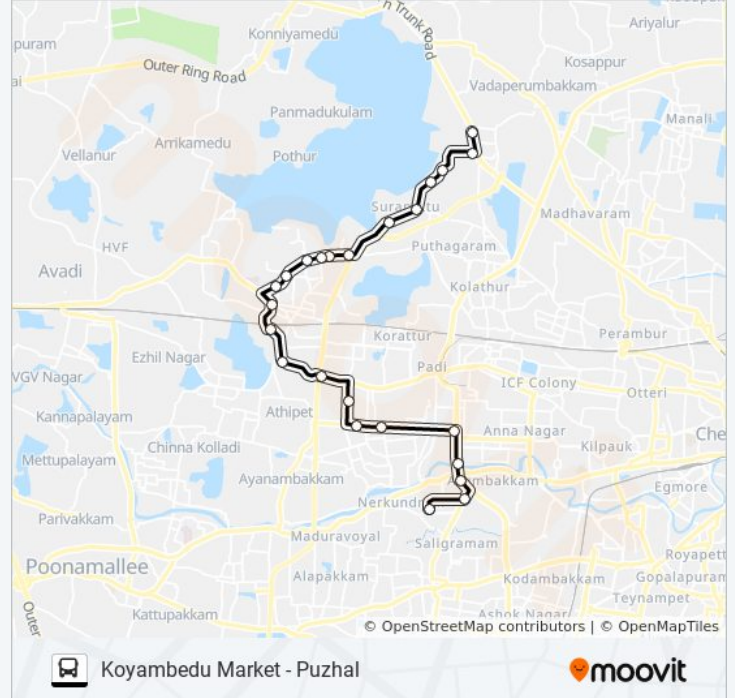 Trunk Road
Ariyalur
Konniyamedu
puram
Kosappur
Outer Ring Road
Vadaperumbakkam
Panmadukulam
Manali
Arrikamedu
Vellanur
Pothur
Madhavaram
HVF
Puthagaram
Avadi
Kolathur
Korattur
Perambur
Ezhil Nagar
Padi
VGV Nagar
ICF Colony
Otteri
Athipet
Kannapalayam
Anna Nagar
Chinna Kolladi
Kilpauk
Mettupalayam
Ayanambakkam
Egmore
Parivakkam
Maduravoyal
Saligramam
Poonamallee
Alapakkam
Kodambakkam
Gopalapuram
Teynampet
Outer
Kattupakkam
Ashok Nagar
© OpenStreetMap contributors | © OpenMapTiles
Koyambedu Market - Puzhal
moovit